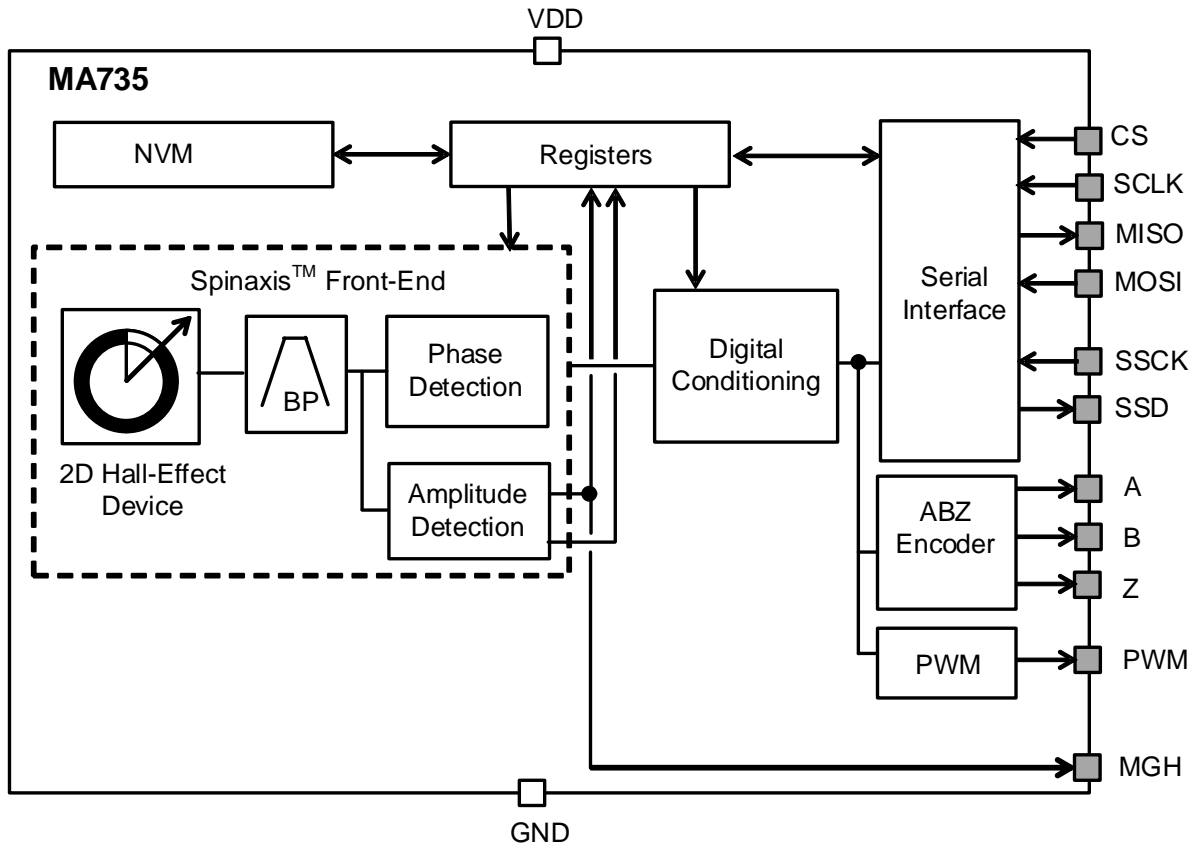 VDD
MA735
NVM
Registers
CS
SCLK
MISO
MOSI
SSCK
SSD
Serial
Interface
Spinaxis™ Front-End
Phase
Detection
BP
2D Hall-Effect
Device
Amplitude
Detection
Digital
Conditioning
ABZ
Encoder
A
B
Z
PWM
PWM
MGH
GND